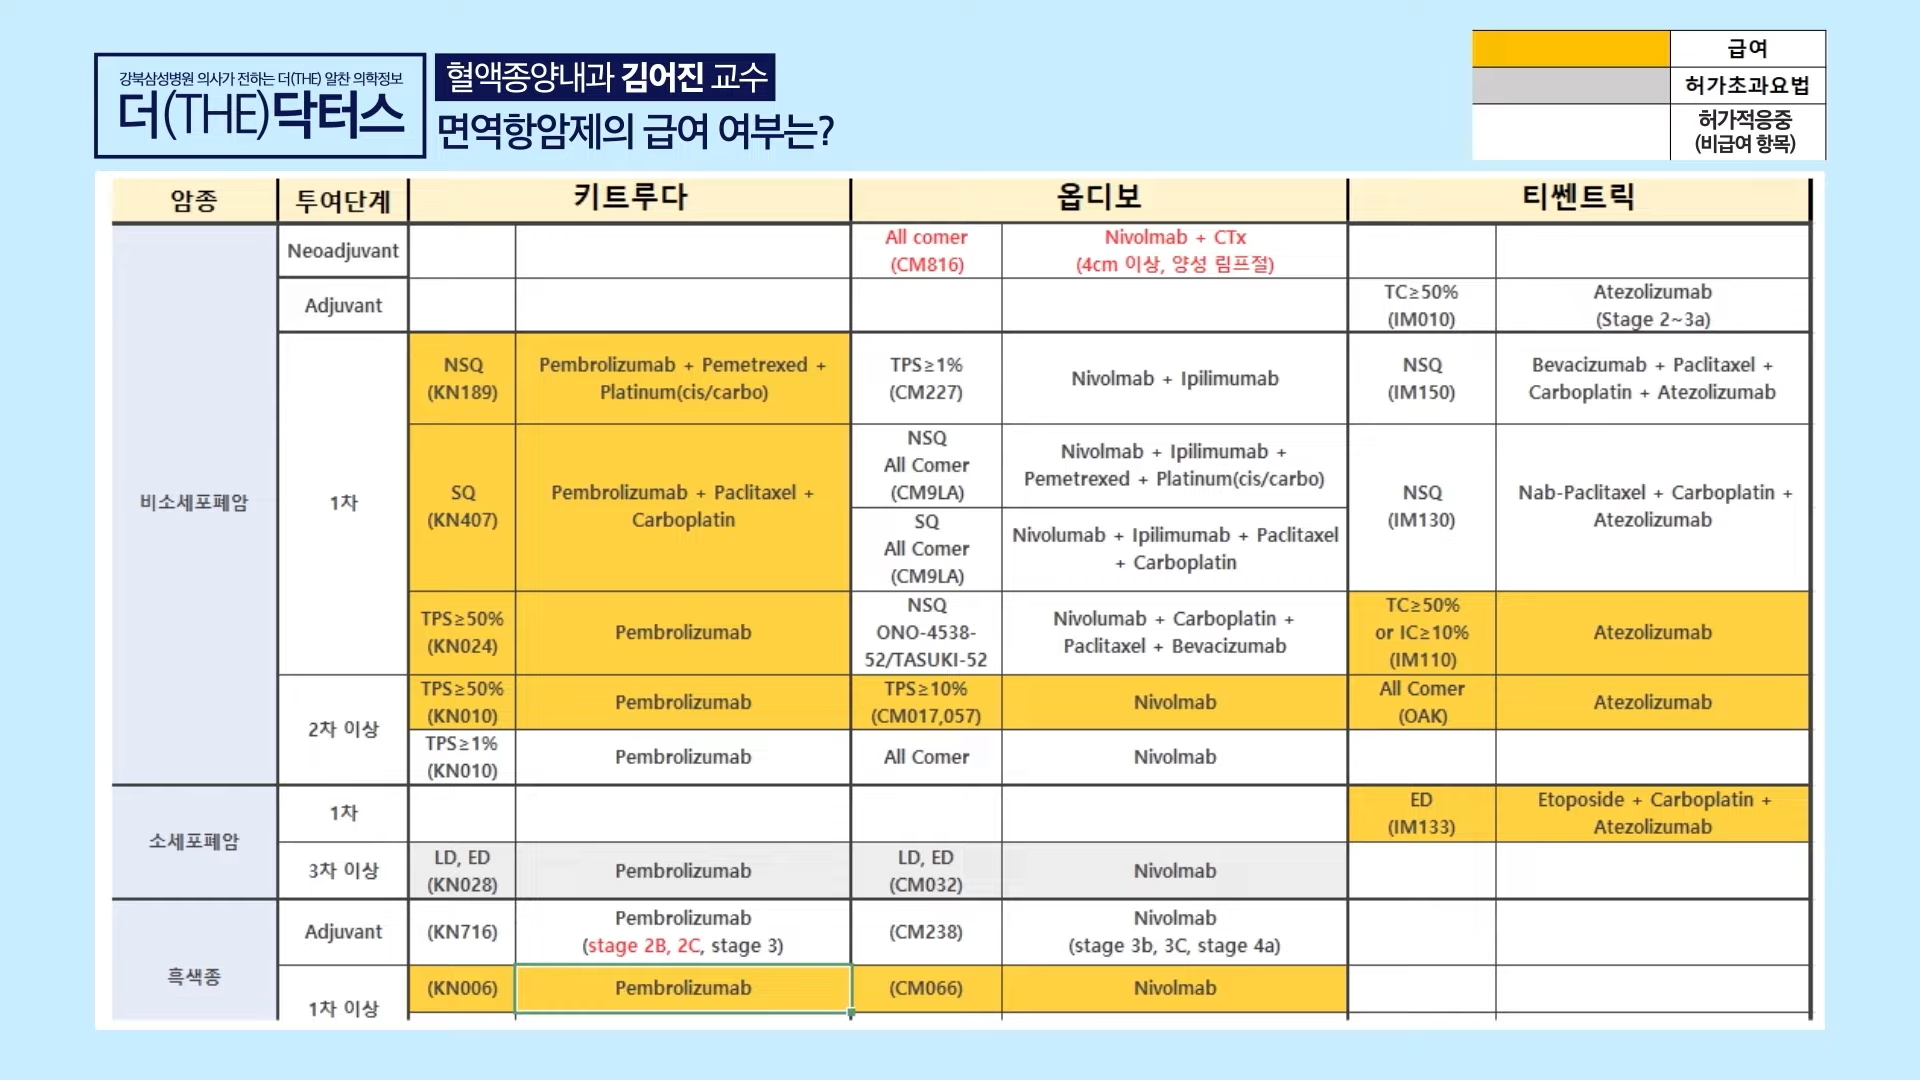 강북삼성병원 의사가 전하는 더(THE) 알찬 의학정보
더(THE)닥터스
혈액종양내과 김어진 교수
면역항암제의 급여 여부는?
급여
허가초과요법
허가적응증
(비급여 항목)
암종
투여단계
키트루다
옵디보
티쎈트릭
비소세포폐암
Neoadjuvant
All comer
(CM816)
Nivolmab + CTx
(4cm 이상, 양성 림프절)
Adjuvant
TC≥50%
(IM010)
Atezolizumab
(Stage 2~3a)
1차
NSQ
(KN189)
Pembrolizumab + Pemetrexed +
Platinum(cis/carbo)
TPS≥1%
(CM227)
Nivolmab + Ipilimumab
NSQ
(IM150)
Bevacizumab + Paclitaxel +
Carboplatin + Atezolizumab
SQ
(KN407)
Pembrolizumab + Paclitaxel +
Carboplatin
NSQ
All Comer
(CM9LA)
Nivolmab + Ipilimumab +
Pemetrexed + Platinum(cis/carbo)
SQ
All Comer
(CM9LA)
Nivolumab + Ipilimumab + Paclitaxel
+ Carboplatin
NSQ
(IM130)
Nab-Paclitaxel + Carboplatin +
Atezolizumab
TPS≥50%
(KN024)
Pembrolizumab
NSQ
ONO-4538-
52/TASUKI-52
Nivolumab + Carboplatin +
Paclitaxel + Bevacizumab
TC≥50%
or IC≥10%
(IM110)
Atezolizumab
2차 이상
TPS≥50%
(KN010)
Pembrolizumab
TPS≥10%
(CM017,057)
Nivolmab
All Comer
(OAK)
Atezolizumab
TPS≥1%
(KN010)
Pembrolizumab
All Comer
Nivolmab
소세포폐암
1차
ED
(IM133)
Etoposide + Carboplatin +
Atezolizumab
3차 이상
LD, ED
(KN028)
Pembrolizumab
LD, ED
(CM032)
Nivolmab
흑색종
Adjuvant
(KN716)
Pembrolizumab
(stage 2B, 2C, stage 3)
(CM238)
Nivolmab
(stage 3b, 3C, stage 4a)
1차 이상
(KN006)
Pembrolizumab
(CM066)
Nivolmab